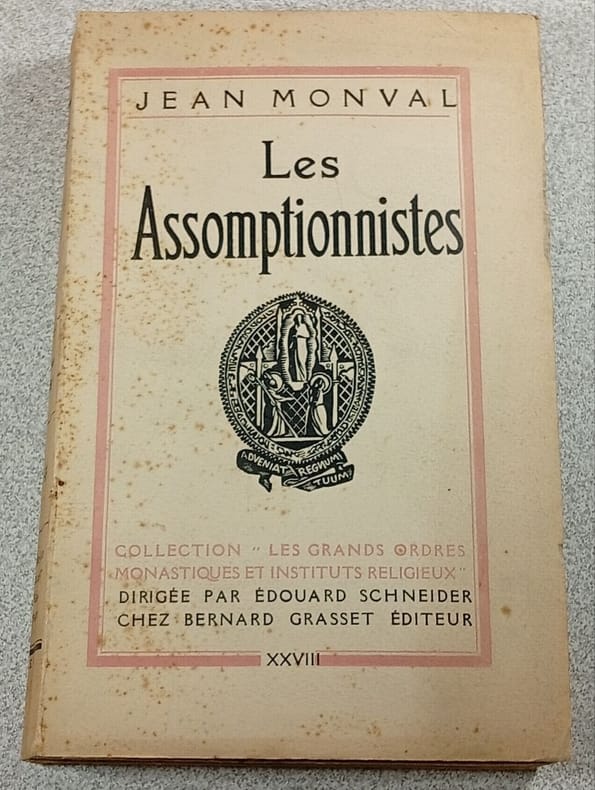 JEAN MONVAL
Les
Assomptionnistes
ADVENIAT REGNUM
TUUM
COLLECTION " LES GRANDS ORDRES
MONASTIQUES ET INSTITUTS RELIGIEUX "
DIRIGÉE PAR ÉDOUARD SCHNEIDER
CHEZ BERNARD GRASSET ÉDITEUR
XXVIII